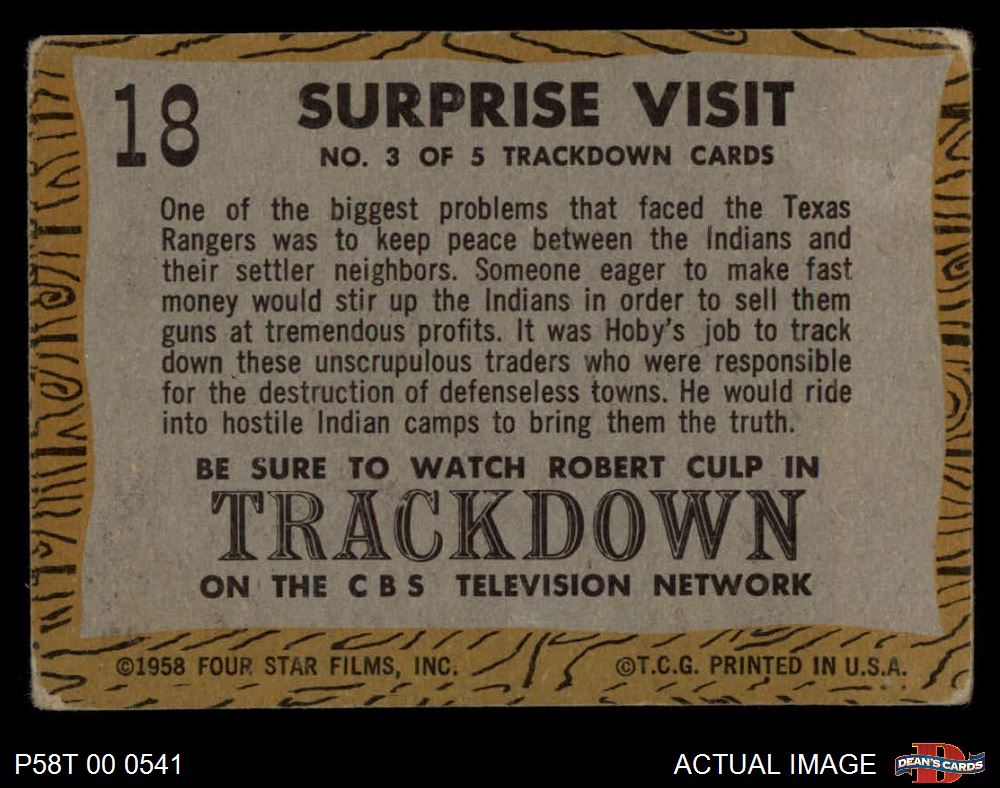 18
SURPRISE VISIT
NO. 3 OF 5 TRACKDOWN CARDS
One of the biggest problems that faced the Texas
Rangers was to keep peace between the Indians and
their settler neighbors. Someone eager to make fast
money would stir up the Indians in order to sell them
guns at tremendous profits. It was Hoby's job to track
down these unscrupulous traders who were responsible
for the destruction of defenseless towns. He would ride
into hostile Indian camps to bring them the truth.
BE SURE TO WATCH ROBERT CULP IN
TRACKDOWN
ON THE CBS TELEVISION NETWORK
©1958 FOUR STAR FILMS, INC. ©T.C.G. PRINTED IN U.S.A.
P58T 00 0541 ACTUAL IMAGE
D
DEAN'S CARDS